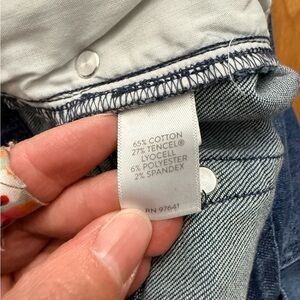 65% COTTON
27% TENCEL®
LYOCELL
6% POLYESTER
2% SPANDEX
RN 97641